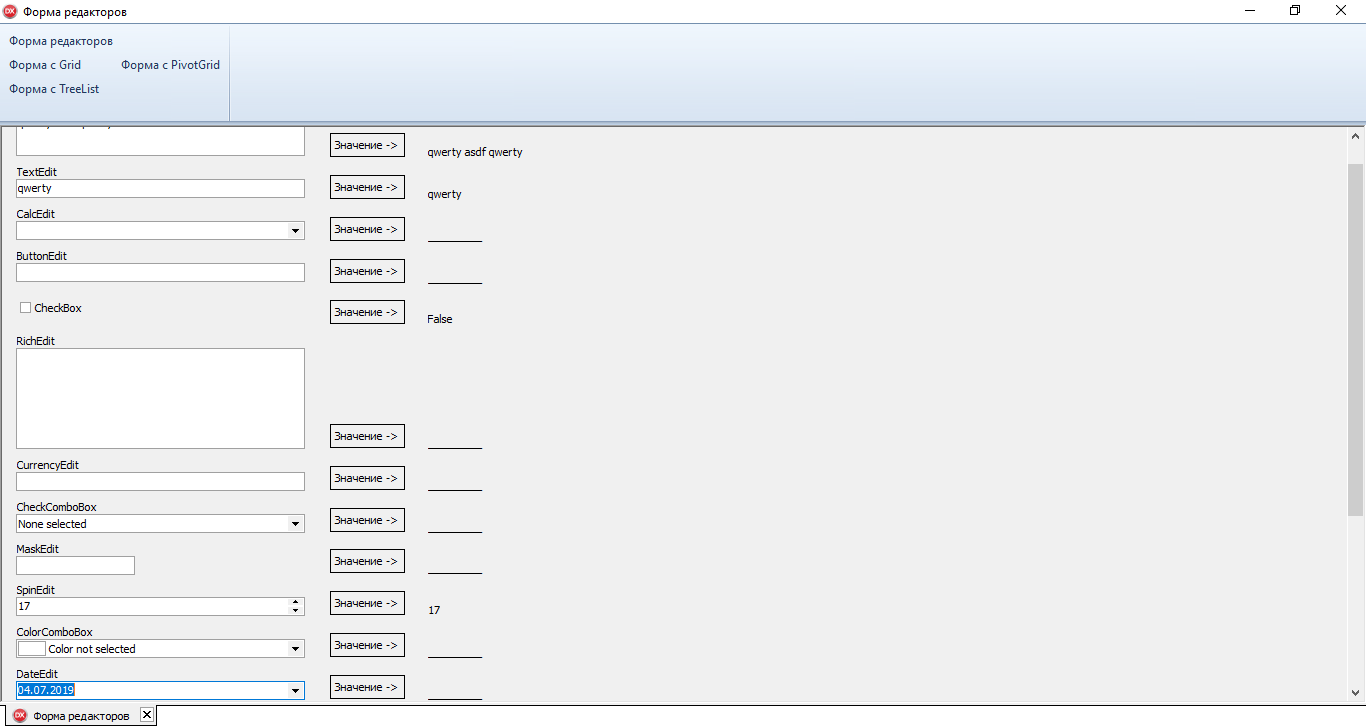 DX Форма редакторов
Форма редакторов
Форма с Grid Форма с PivotGrid
Форма с TreeList
Значение ->
qwerty asdf qwerty
TextEdit
qwerty Значение ->
qwerty
CalcEdit
Значение ->
ButtonEdit
Значение ->
CheckBox Значение ->
False
RichEdit
Значение ->
CurrencyEdit
Значение ->
CheckComboBox
None selected Значение ->
MaskEdit
Значение ->
SpinEdit
17 Значение -> 17
ColorComboBox
Color not selected Значение ->
DateEdit
04.07.2019 Значение ->
DX Форма редакторов